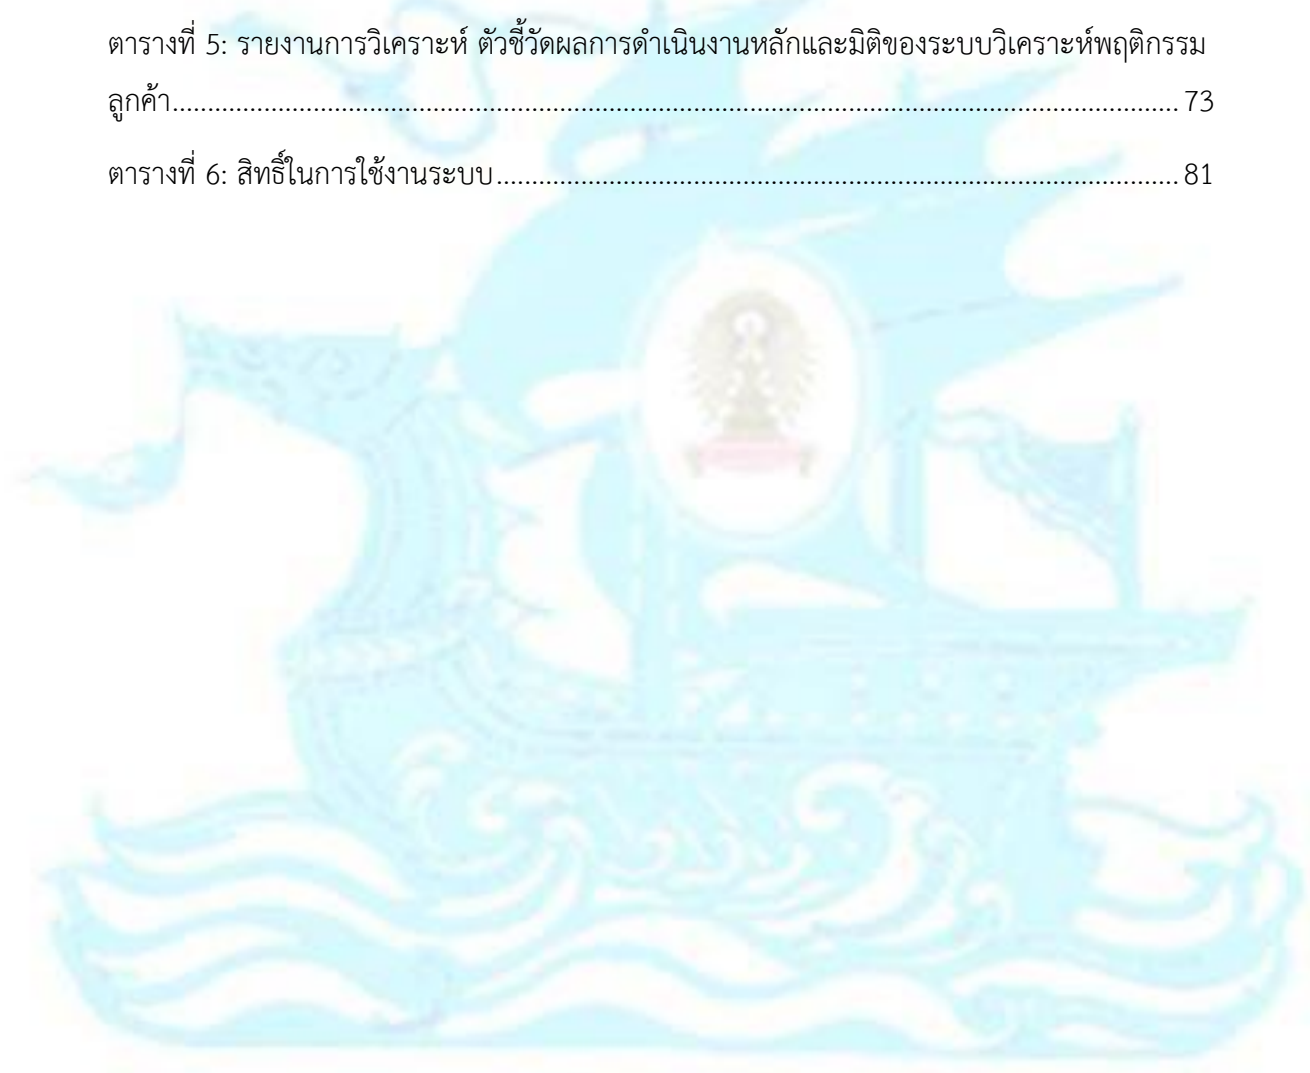 ตารางที่ 5: รายงานการวิเคราะห์ ตัวชี้วัดผลการดำเนินงานหลักและมิติของระบบวิเคราะห์พฤติกรรม
ลูกค้า.................................................................................................................................. 73
ตารางที่ 6: สิทธิ์ในการใช้งานระบบ........................................................................................ 81